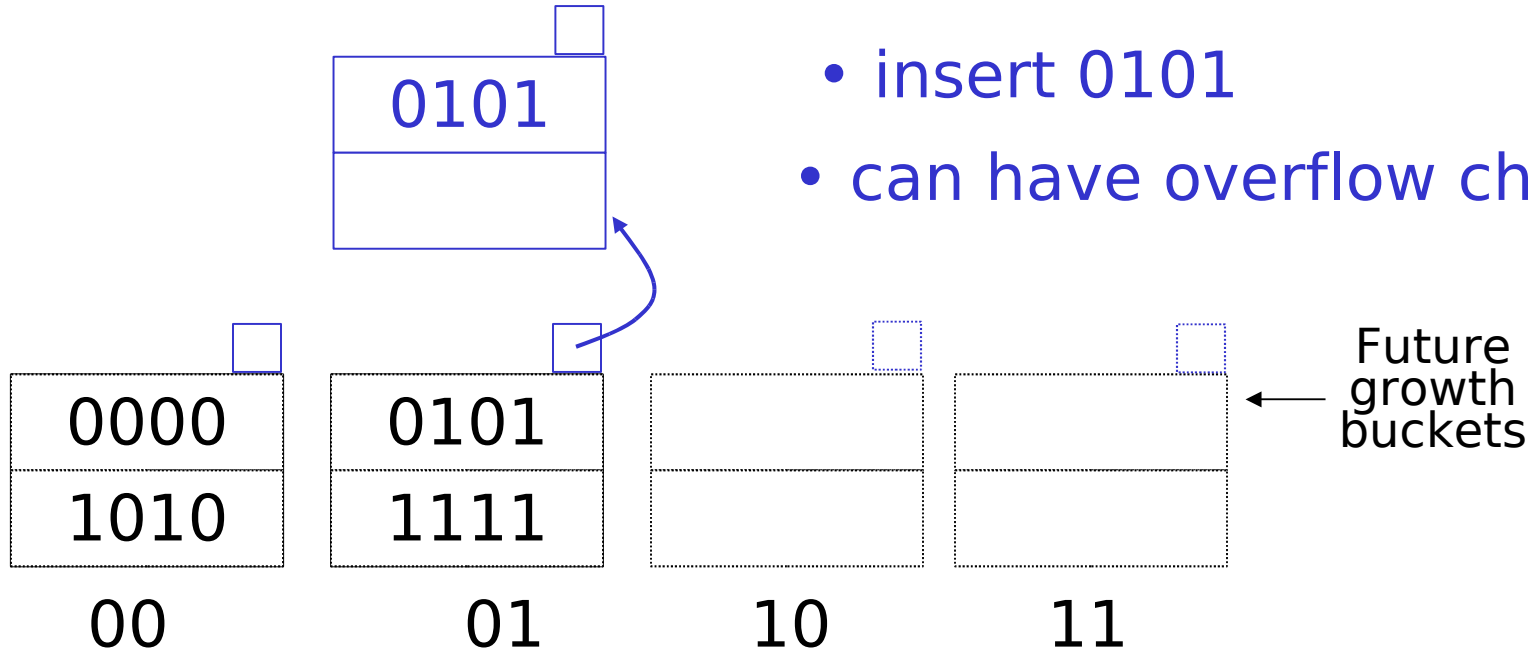 0101
• insert 0101
• can have overflow ch
Future
growth
buckets
0000
0101
1010
1111
00
01
10
11